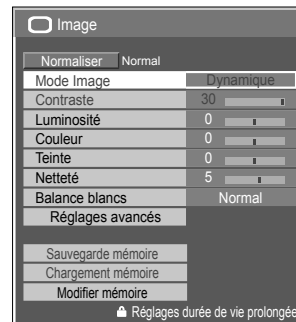 Image
Normaliser Normal
Mode Image Dynamique
Contraste 30
Luminosité 0
Couleur 0
Teinte 0
Netteté 5
Balance blancs Normal
Réglages avancés
Sauvegarde mémoire
Chargement mémoire
Modifier mémoire
Réglages durée de vie prolongée